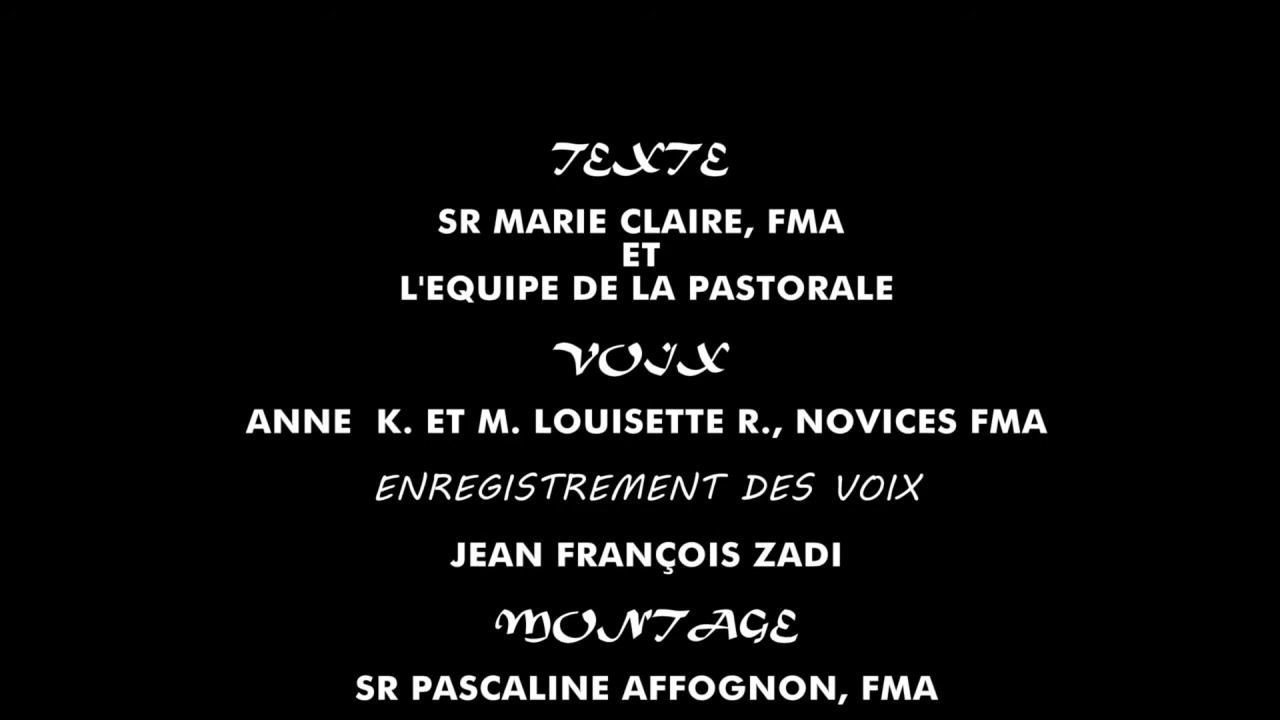 TEXTE
SR MARIE CLAIRE, FMA
ET
L'EQUIPE DE LA PASTORALE
VOIX
ANNE K. ET M. LOUISETTE R., NOVICES FMA
ENREGISTREMENT DES VOIX
JEAN FRANÇOIS ZADI
MONTAGE
SR PASCALINE AFFOGNON, FMA